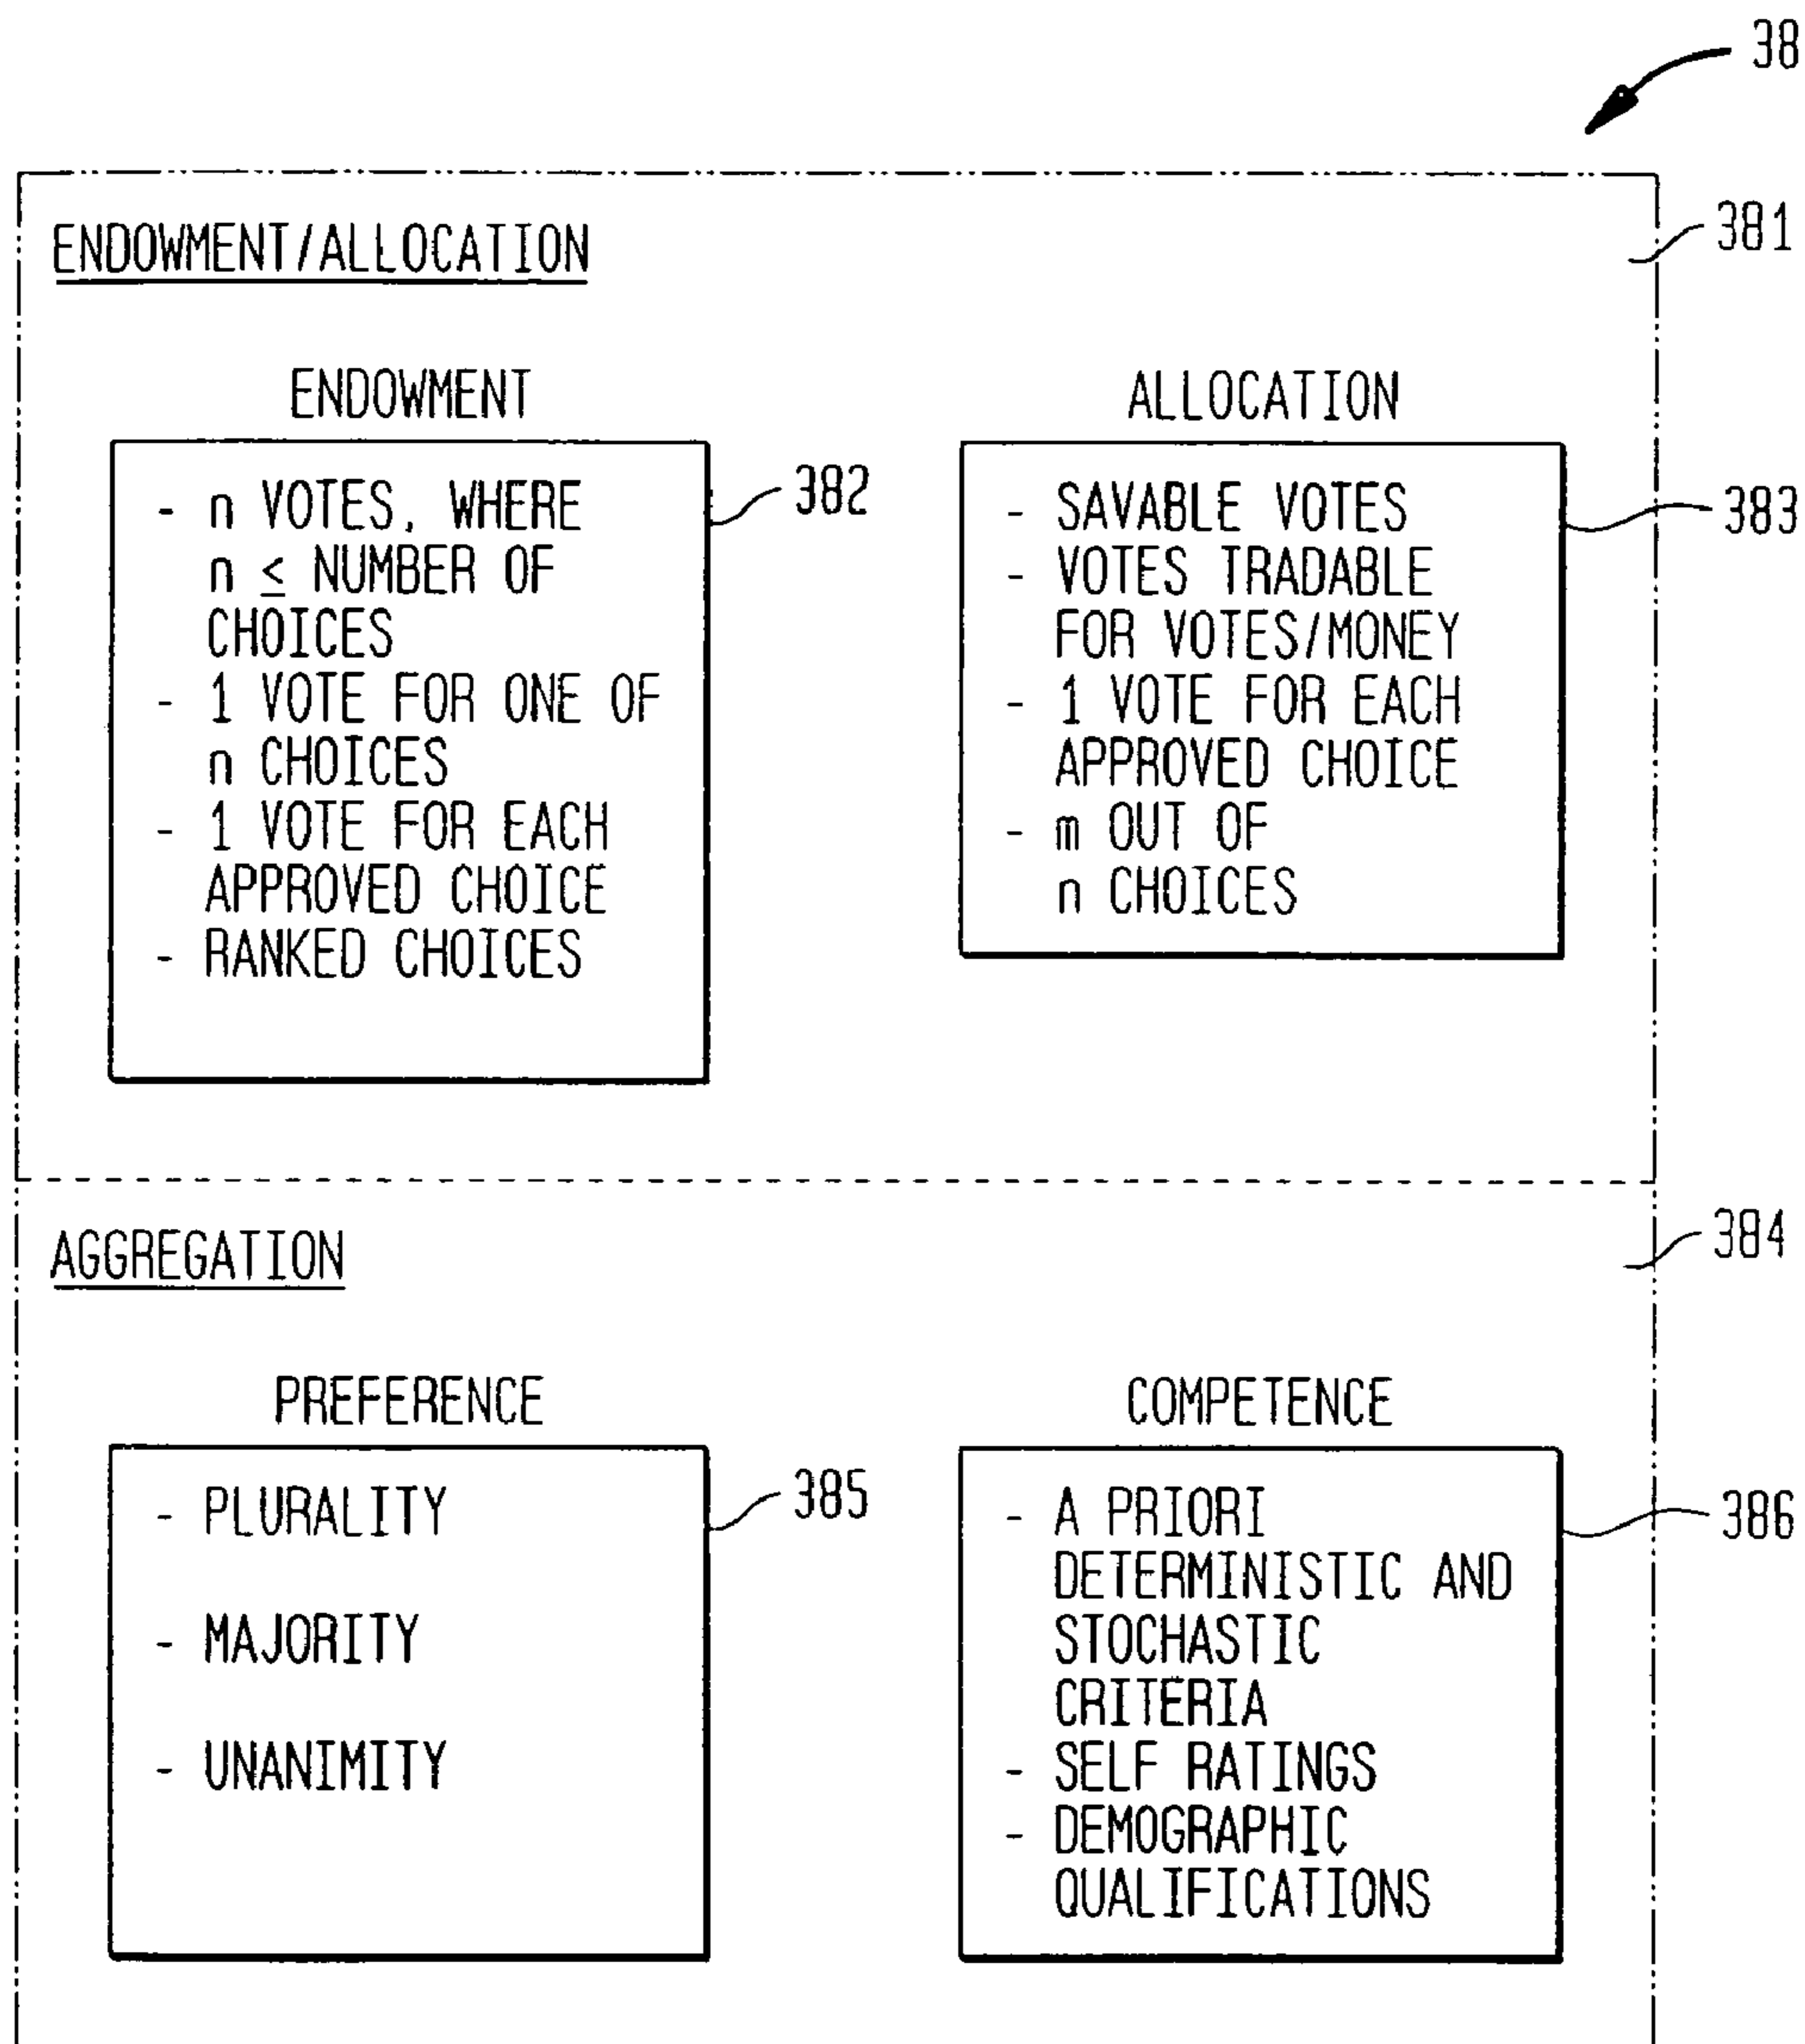 38
381
ENDOWMENT/ALLOCATION
ENDOWMENT
- n VOTES, WHERE
n ≤ NUMBER OF
CHOICES
- 1 VOTE FOR ONE OF
n CHOICES
- 1 VOTE FOR EACH
APPROVED CHOICE
- RANKED CHOICES
382
ALLOCATION
- SAVABLE VOTES
- VOTES TRADABLE
FOR VOTES/MONEY
- 1 VOTE FOR EACH
APPROVED CHOICE
- m OUT OF
n CHOICES
383
384
AGGREGATION
PREFERENCE
- PLURALITY
- MAJORITY
- UNANIMITY
385
COMPETENCE
- A PRIORI
DETERMINISTIC AND
STOCHASTIC
CRITERIA
- SELF RATINGS
- DEMOGRAPHIC
QUALIFICATIONS
386